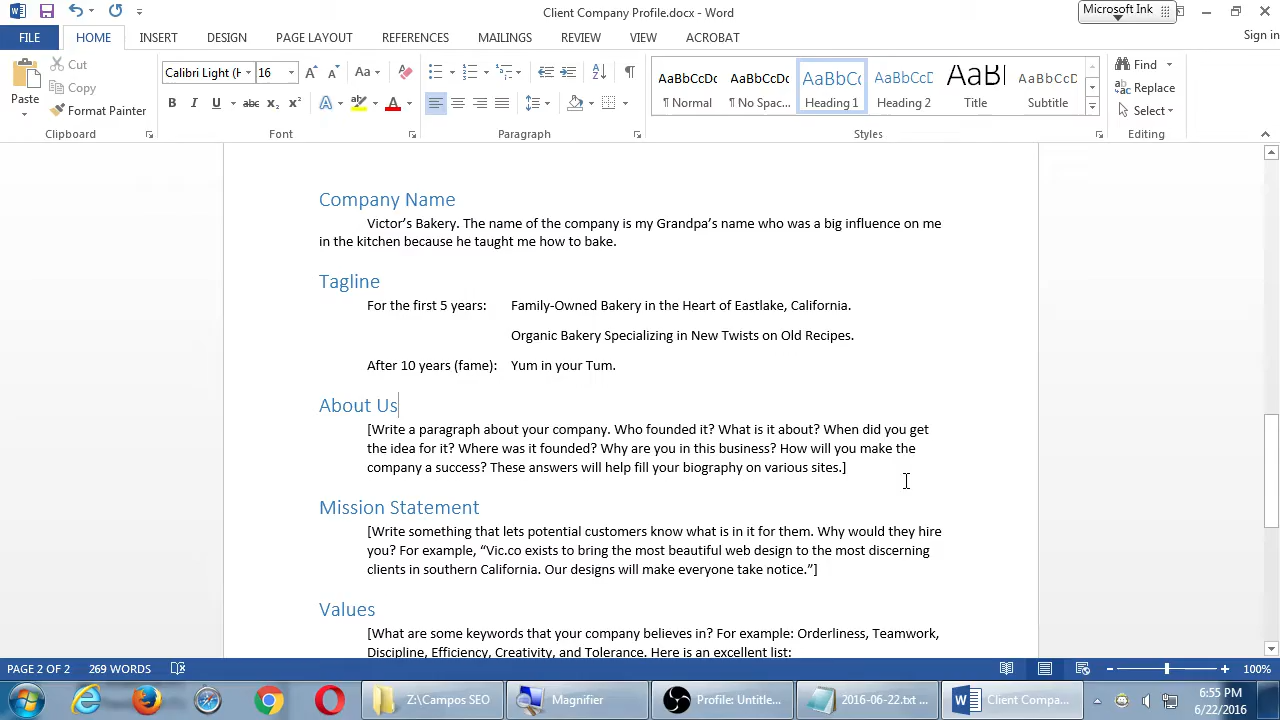 Client Company Profile.docx - Word
Microsoft Ink
FILE
HOME
INSERT
DESIGN
PAGE LAYOUT
REFERENCES
MAILINGS
REVIEW
VIEW
ACROBAT
Sign in
Paste
Cut
Copy
Format Painter
Clipboard
Calibri Light (H
16
Aa
B I U abc x₂ x²
Font
Paragraph
AaBbCcDc
¶ Normal
AaBbCcDc
¶ No Spac...
AaBbCc
Heading 1
AaBbCcD
Heading 2
AaB
Title
AaBbCcD
Subtitle
Styles
Find
Replace
Select
Editing
Company Name
Victor’s Bakery. The name of the company is my Grandpa’s name who was a big influence on me
in the kitchen because he taught me how to bake.
Tagline
For the first 5 years: Family-Owned Bakery in the Heart of Eastlake, California.
Organic Bakery Specializing in New Twists on Old Recipes.
After 10 years (fame): Yum in your Tum.
About Us
[Write a paragraph about your company. Who founded it? What is it about? When did you get
the idea for it? Where was it founded? Why are you in this business? How will you make the
company a success? These answers will help fill your biography on various sites.]
Mission Statement
[Write something that lets potential customers know what is in it for them. Why would they hire
you? For example, “Vic.co exists to bring the most beautiful web design to the most discerning
clients in southern California. Our designs will make everyone take notice.”]
Values
[What are some keywords that your company believes in? For example: Orderliness, Teamwork,
Discipline, Efficiency, Creativity, and Tolerance. Here is an excellent list:
PAGE 2 OF 2
269 WORDS
100%
Z:\Campos SEO
Magnifier
Profile: Untitle...
2016-06-22.txt ...
Client Compa...
6:55 PM
6/22/2016